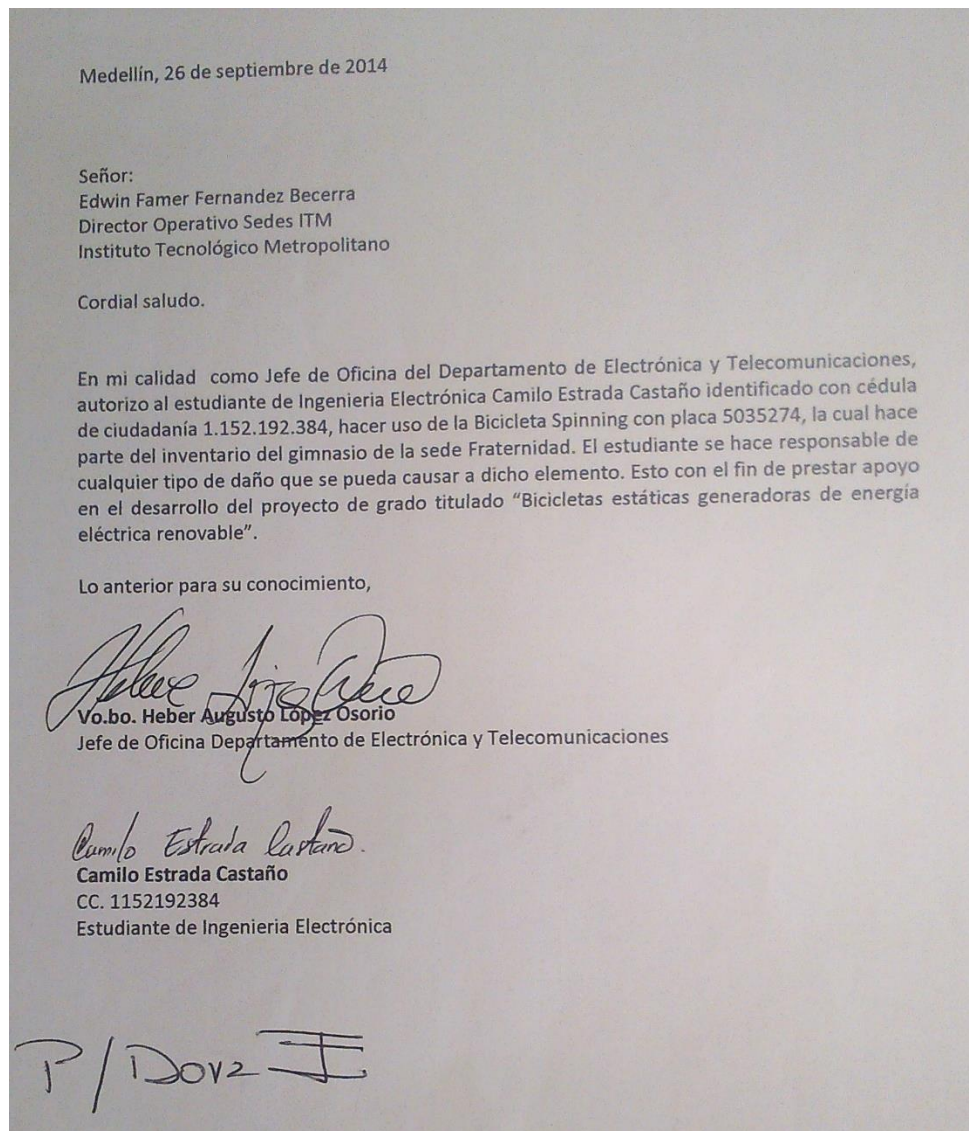 Medellín, 26 de septiembre de 2014
Señor:
Edwin Famer Fernandez Becerra
Director Operativo Sedes ITM
Instituto Tecnológico Metropolitano
Cordial saludo.
En mi calidad como Jefe de Oficina del Departamento de Electrónica y Telecomunicaciones,
autorizo al estudiante de Ingenieria Electrónica Camilo Estrada Castaño identificado con cédula
de ciudadanía 1.152.192.384, hacer uso de la Bicicleta Spinning con placa 5035274, la cual hace
parte del inventario del gimnasio de la sede Fraternidad. El estudiante se hace responsable de
cualquier tipo de daño que se pueda causar a dicho elemento. Esto con el fin de prestar apoyo
en el desarrollo del proyecto de grado titulado “Bicicletas estáticas generadoras de energía
eléctrica renovable”.
Lo anterior para su conocimiento,
Vo.bo. Heber Augusto López Osorio
Jefe de Oficina Departamento de Electrónica y Telecomunicaciones
Camilo Estrada Castaño.
Camilo Estrada Castaño
CC. 1152192384
Estudiante de Ingenieria Electrónica
P/